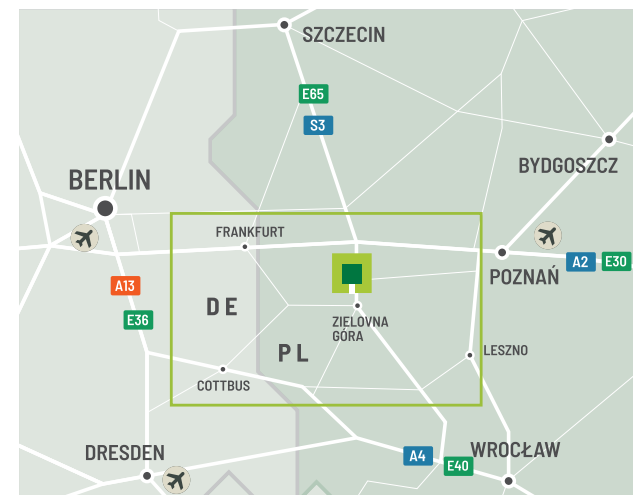 SZCZECIN
E65
S3
BYDGOSZCZ
BERLIN
FRANKFURT
POZNAŃ
A2
E30
A13
E36
DE
ZIELOVNA
GÓRA
PL
LESZNO
COTTBUS
DRESDEN
A4
E40
WROCŁAW